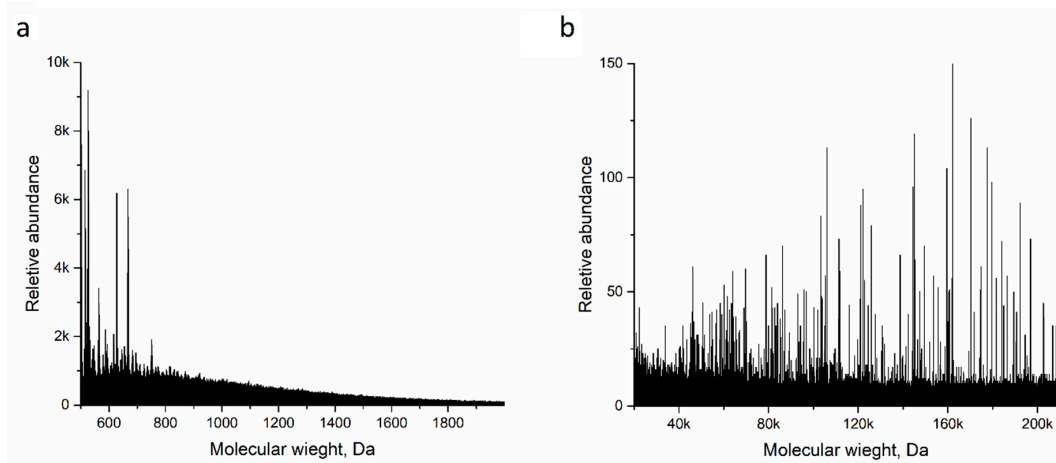 a
b
10k
8k
6k
4k
2k
0
Reletive abundance
600
800
1000
1200
1400
1600
1800
Molecular wieght, Da
150
100
50
0
Reletive abundance
40k
80k
120k
160k
200k
Molecular wieght, Da